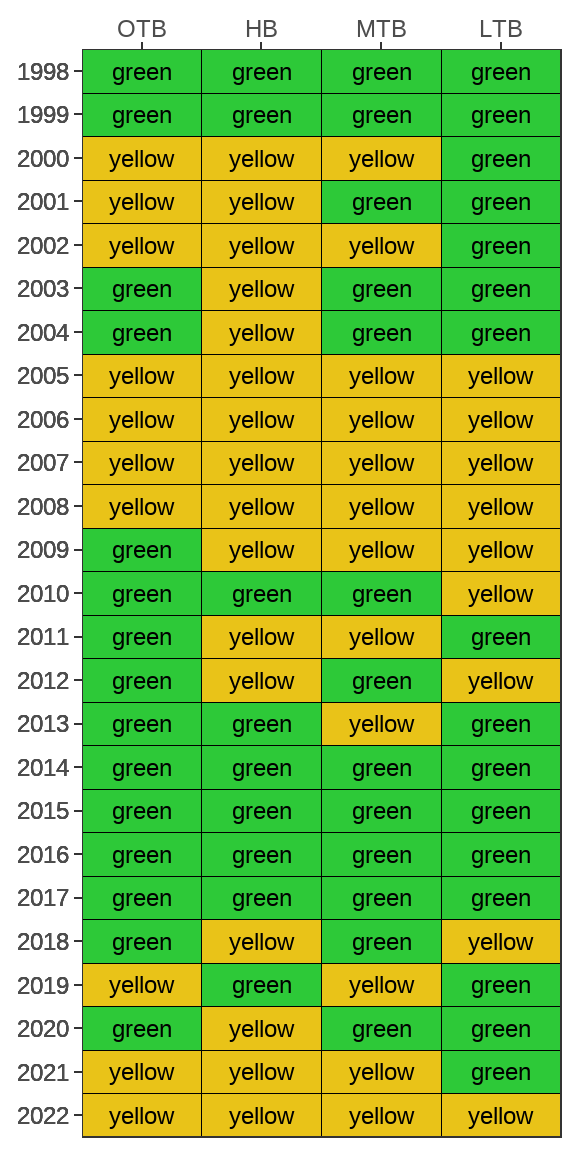 OTB HB MTB LTB
1998 green green green green
1999 green green green green
2000 yellow yellow yellow green
2001 yellow yellow green green
2002 yellow yellow yellow green
2003 green yellow green green
2004 green yellow green green
2005 yellow yellow yellow yellow
2006 yellow yellow yellow yellow
2007 yellow yellow yellow yellow
2008 yellow yellow yellow yellow
2009 green yellow yellow yellow
2010 green green green yellow
2011 green yellow yellow green
2012 green yellow green yellow
2013 green green yellow green
2014 green green green green
2015 green green green green
2016 green green green green
2017 green green green green
2018 green yellow green yellow
2019 yellow green yellow green
2020 green yellow green green
2021 yellow yellow yellow green
2022 yellow yellow yellow yellow